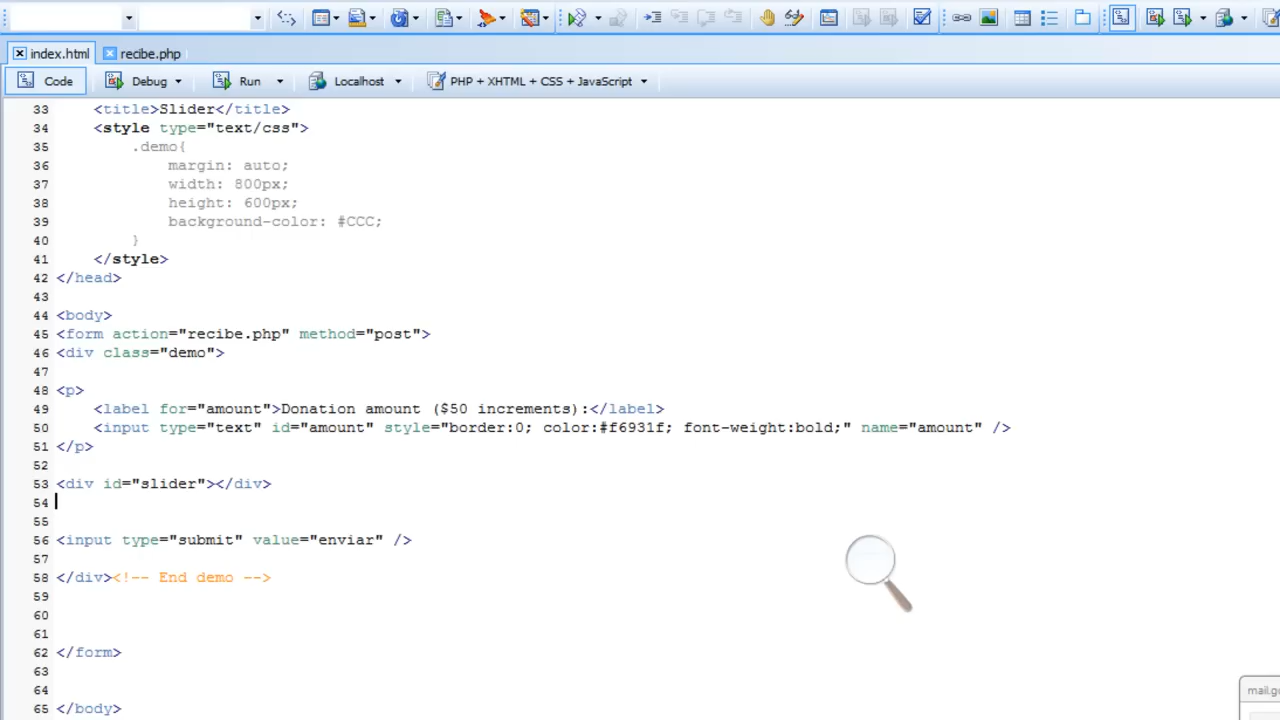 index.html recibe.php
Code Debug Run Localhost PHP + XHTML + CSS + JavaScript
33 <title>Slider</title>
34 <style type="text/css">
35 .demo{
36 margin: auto;
37 width: 800px;
38 height: 600px;
39 background-color: #CCC;
40 }
41 </style>
42 </head>
43
44 <body>
45 <form action="recibe.php" method="post">
46 <div class="demo">
47
48 <p>
49 <label for="amount">Donation amount ($50 increments):</label>
50 <input type="text" id="amount" style="border:0; color:#f6931f; font-weight:bold;" name="amount" />
51 </p>
52
53 <div id="slider"></div>
54
55
56 <input type="submit" value="enviar" />
57
58 </div><!-- End demo -->
59
60
61
62 </form>
63
64
65 </body>